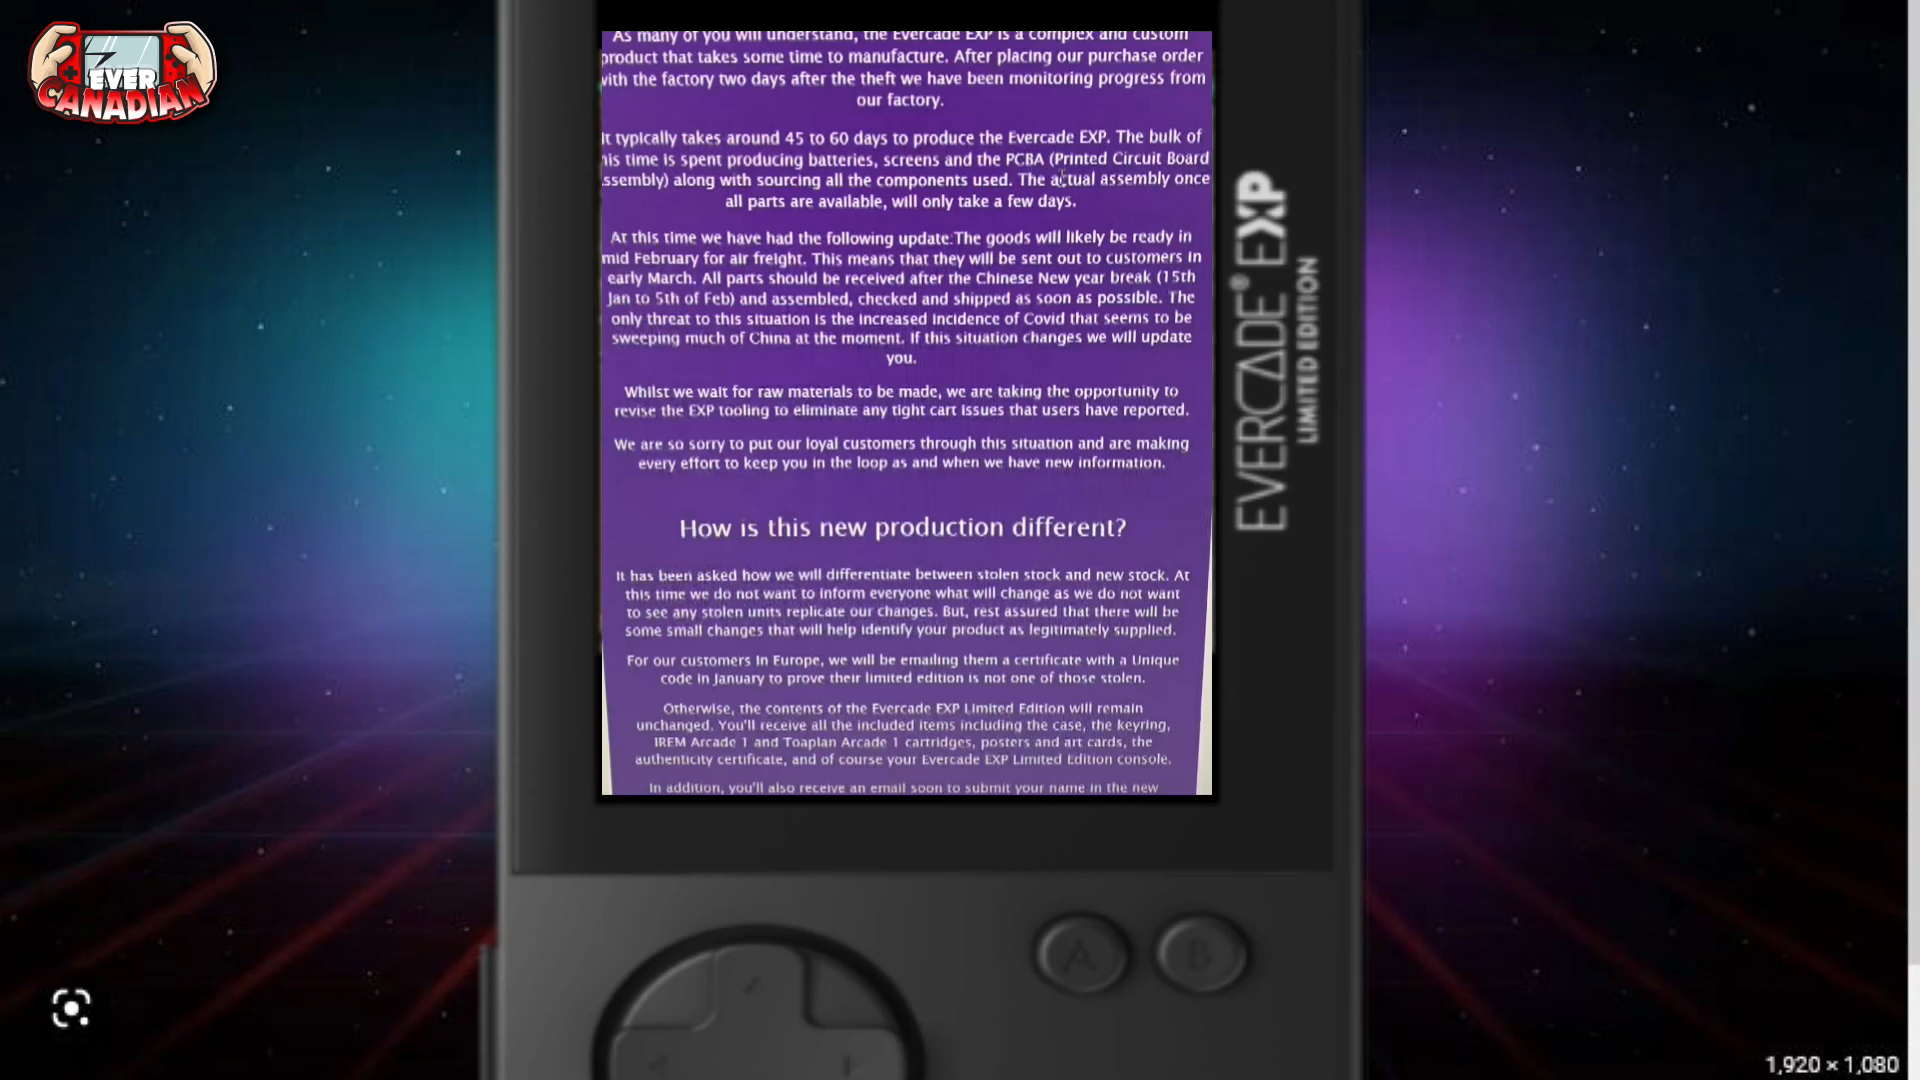 EVER
CANADIAN
As many of you will understand, the Evercade EXP is a complex and custom
product that takes some time to manufacture. After placing our purchase order
with the factory two days after the theft we have been monitoring progress from
our factory.
It typically takes around 45 to 60 days to produce the Evercade EXP. The bulk of
his time is spent producing batteries, screens and the PCBA (Printed Circuit Board
ssembly) along with sourcing all the components used. The actual assembly once
all parts are available, will only take a few days.
At this time we have had the following update:The goods will likely be ready in
mid February for air freight. This means that they will be sent out to customers in
early March. All parts should be received after the Chinese New year break (15th
Jan to 5th of Feb) and assembled, checked and shipped as soon as possible. The
only threat to this situation is the increased incidence of Covid that seems to be
sweeping much of China at the moment. If this situation changes we will update
you.
Whilst we wait for raw materials to be made, we are taking the opportunity to
revise the EXP tooling to eliminate any tight cart issues that users have reported.
We are so sorry to put our loyal customers through this situation and are making
every effort to keep you in the loop as and when we have new information.
How is this new production different?
It has been asked how we will differentiate between stolen stock and new stock. At
this time we do not want to inform everyone what will change as we do not want
to see any stolen units replicate our changes. But, rest assured that there will be
some small changes that will help identify your product as legitimately supplied.
For our customers in Europe, we will be emailing them a certificate with a Unique
code in January to prove their limited edition is not one of those stolen.
Otherwise, the contents of the Evercade EXP Limited Edition will remain
unchanged. You'll receive all the included items including the case, the keyring,
IREM Arcade 1 and Toaplan Arcade 1 cartridges, posters and art cards, the
authenticity certificate, and of course your Evercade EXP Limited Edition console.
In addition, you'll also receive an email soon to submit your name in the new
EVERCADE® EXP
LIMITED EDITION
A
B
1,920 × 1,080